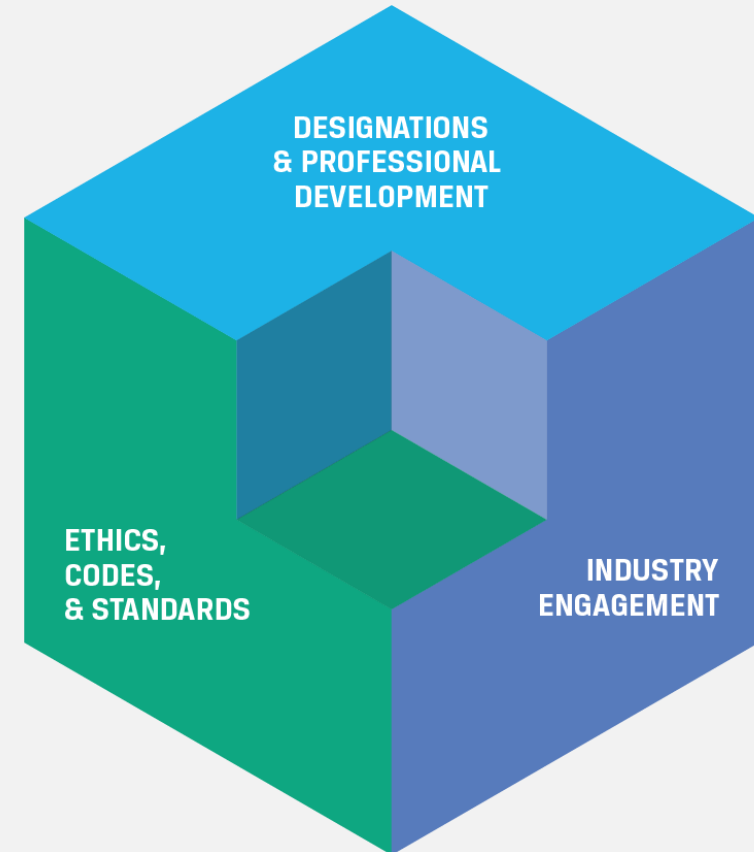 DESIGNATIONS
& PROFESSIONAL
DEVELOPMENT
ETHICS,
CODES,
& STANDARDS
INDUSTRY
ENGAGEMENT